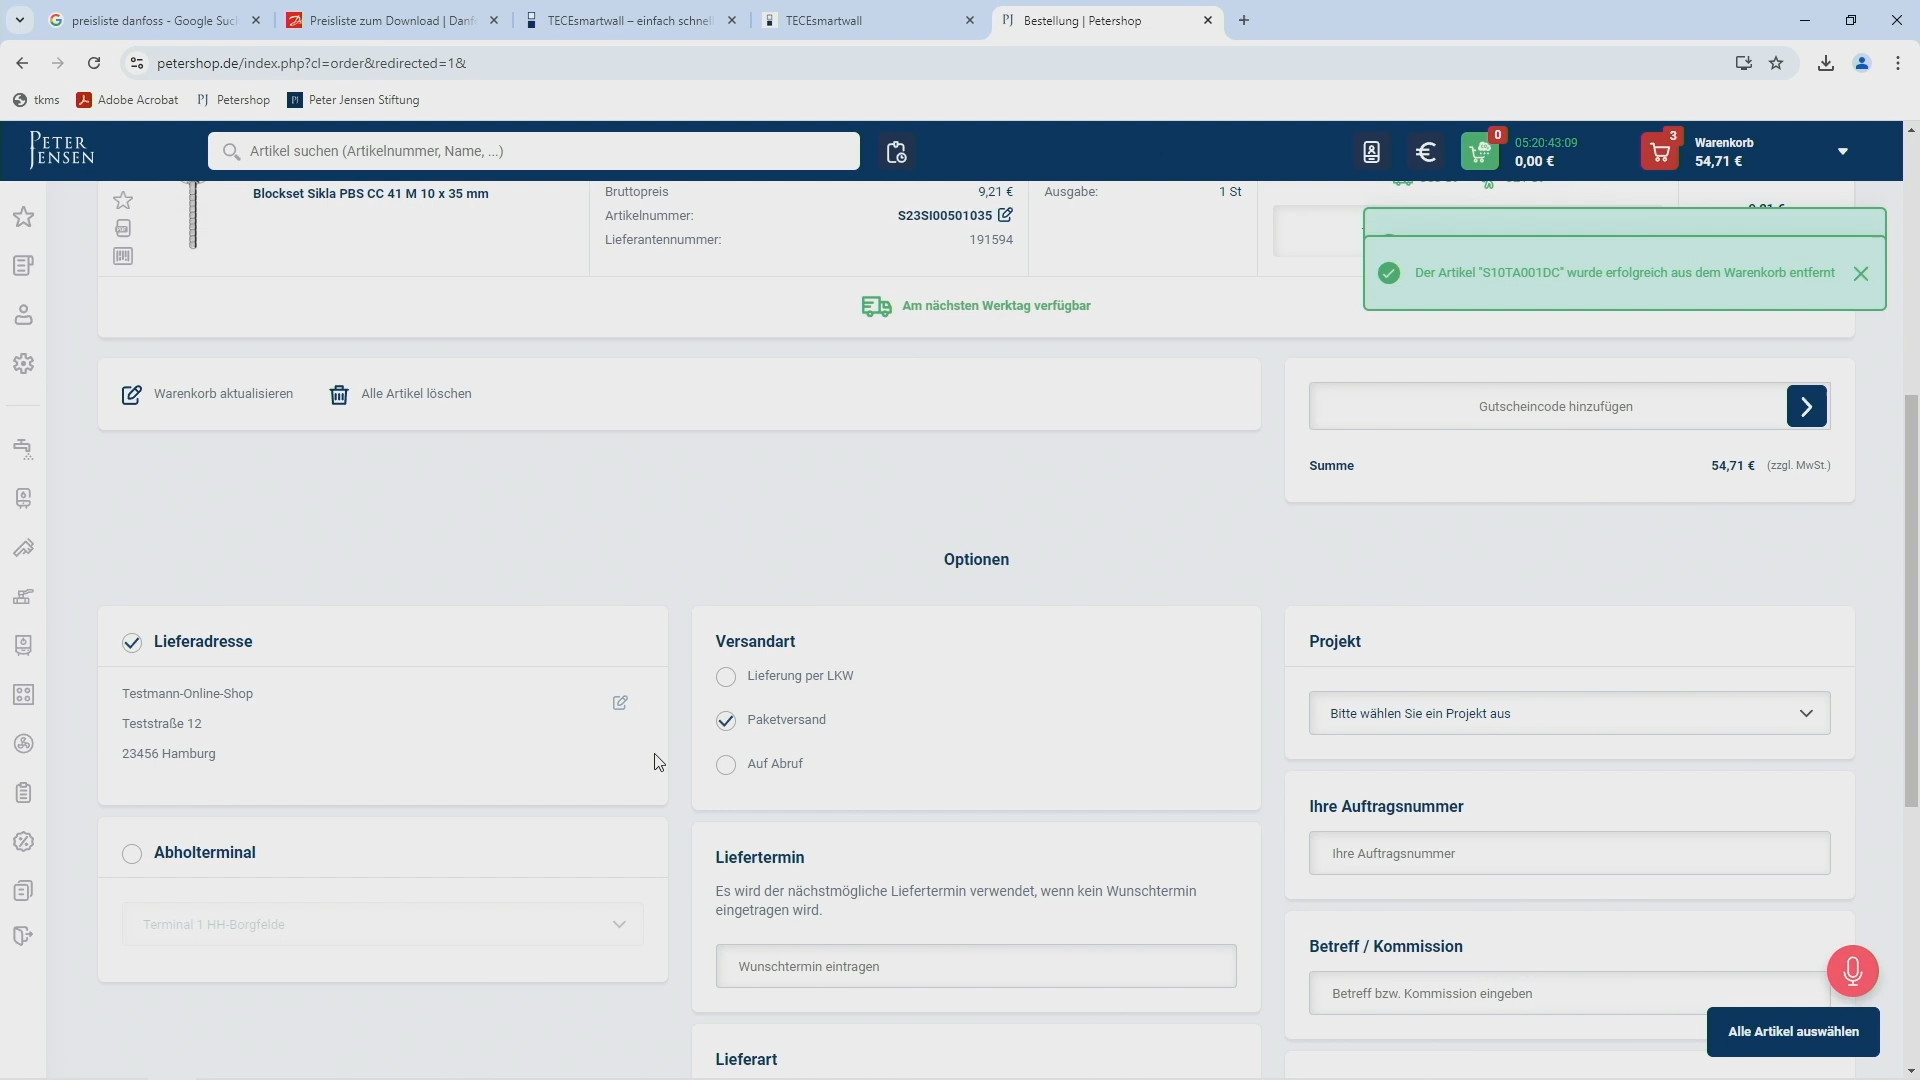 preisliste danfoss - Google Suc
Preisliste zum Download | Danf
TECEsmartwall – einfach schnell
TECEsmartwall
Bestellung | Petershop
petershop.de/index.php?cl=order&redirected=1&
tkms
Adobe Acrobat
Petershop
Peter Jensen Stiftung
PETER JENSEN
Artikel suchen (Artikelnummer, Name, ...)
0
05:20:43:09
0,00 €
3
Warenkorb
54,71 €
Blockset Sikla PBS CC 41 M 10 x 35 mm
Bruttopreis 9,21 €
Artikelnummer: S23SI00501035
Lieferantennummer: 191594
Ausgabe: 1 St
Der Artikel "S10TA001DC" wurde erfolgreich aus dem Warenkorb entfernt
Am nächsten Werktag verfügbar
Warenkorb aktualisieren
Alle Artikel löschen
Gutscheincode hinzufügen
Summe 54,71 € (zzgl. MwSt.)
Optionen
Lieferadresse
Testmann-Online-Shop
Teststraße 12
23456 Hamburg
Abholterminal
Terminal 1 HH-Borgfelde
Versandart
Lieferung per LKW
Paketversand
Auf Abruf
Liefertermin
Es wird der nächstmögliche Liefertermin verwendet, wenn kein Wunschtermin
eingetragen wird.
Wunschtermin eintragen
Lieferart
Projekt
Bitte wählen Sie ein Projekt aus
Ihre Auftragsnummer
Ihre Auftragsnummer
Betreff / Kommission
Betreff bzw. Kommission eingeben
Alle Artikel auswählen